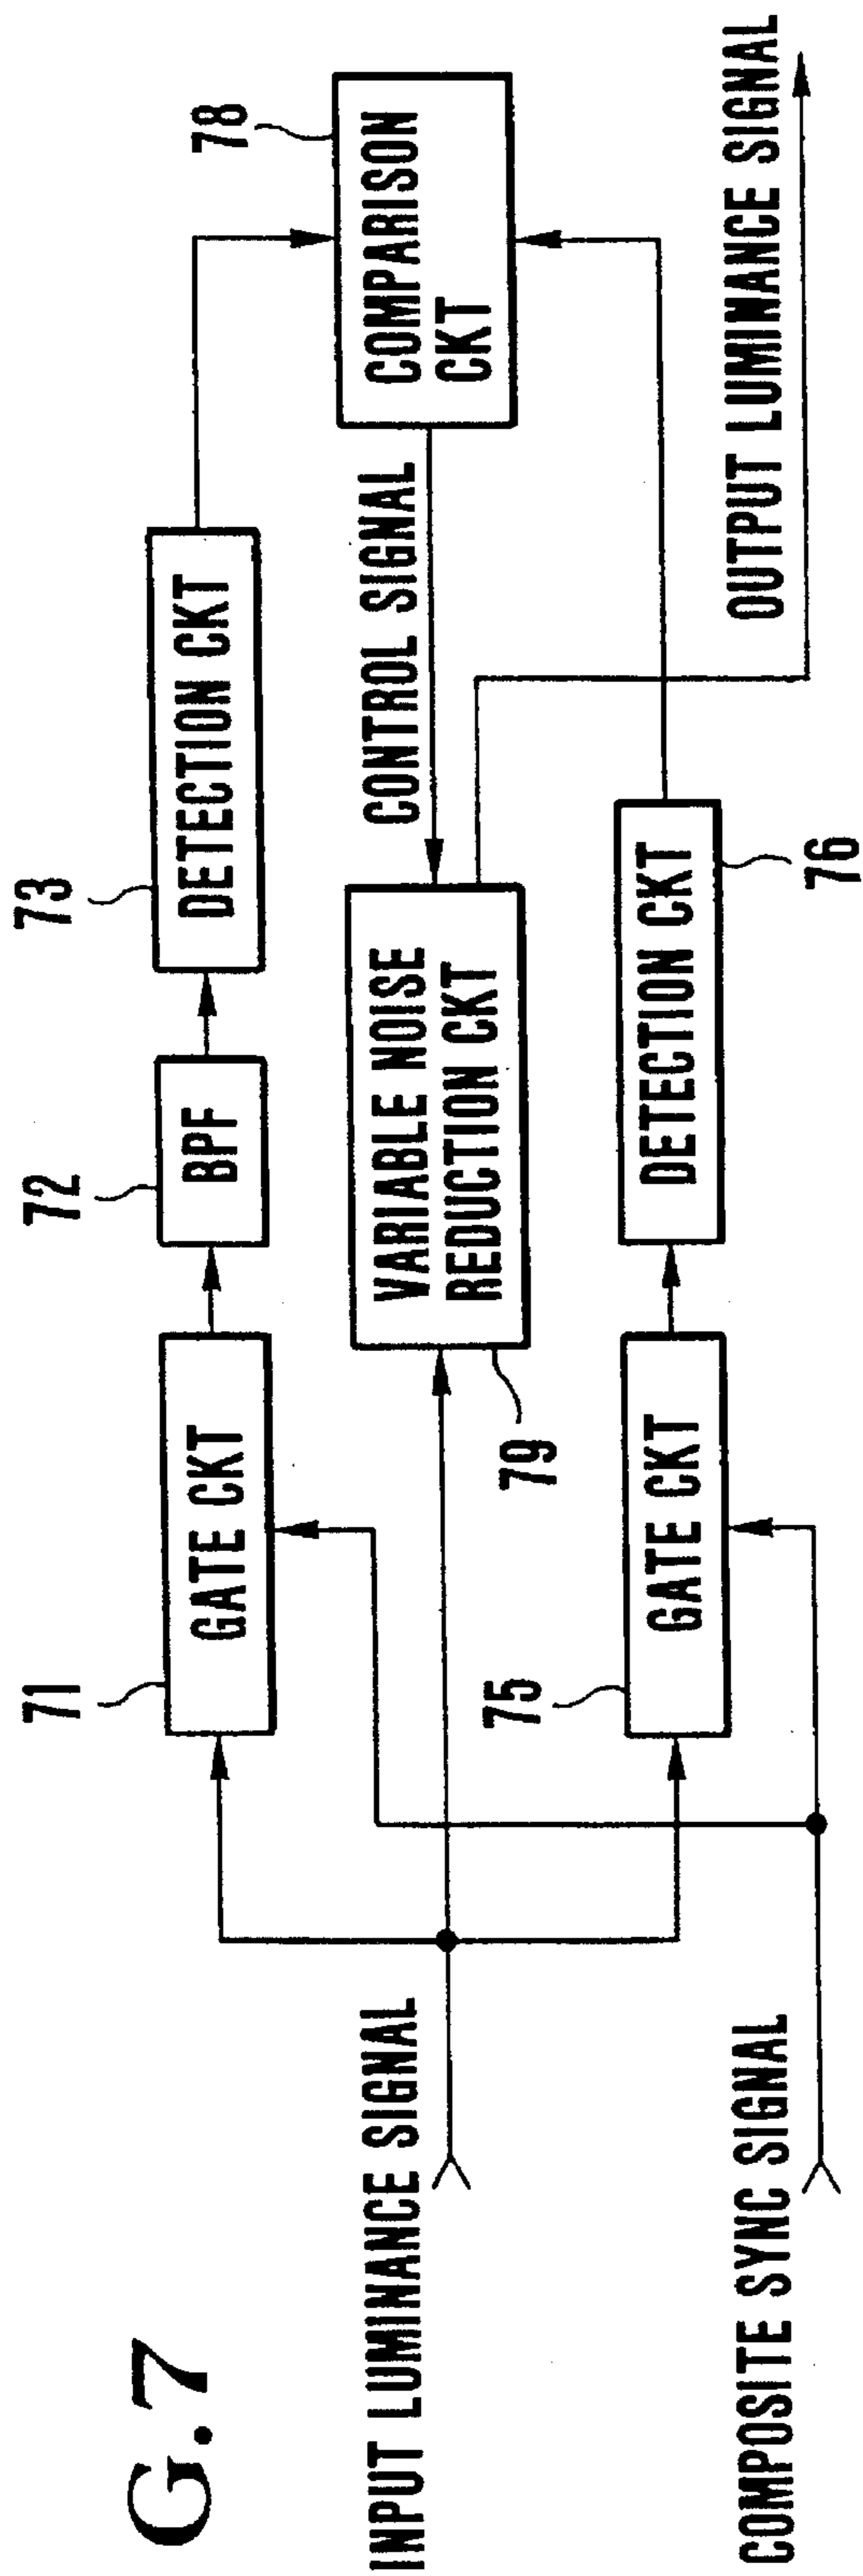 G.7
71
GATE CKT
72
BPF
73
DETECTION CKT
78
COMPARISON
CKT
INPUT LUMINANCE SIGNAL
79
VARIABLE NOISE
REDUCTION CKT
CONTROL SIGNAL
75
GATE CKT
DETECTION CKT
76
COMPOSITE SYNC SIGNAL
OUTPUT LUMINANCE SIGNAL